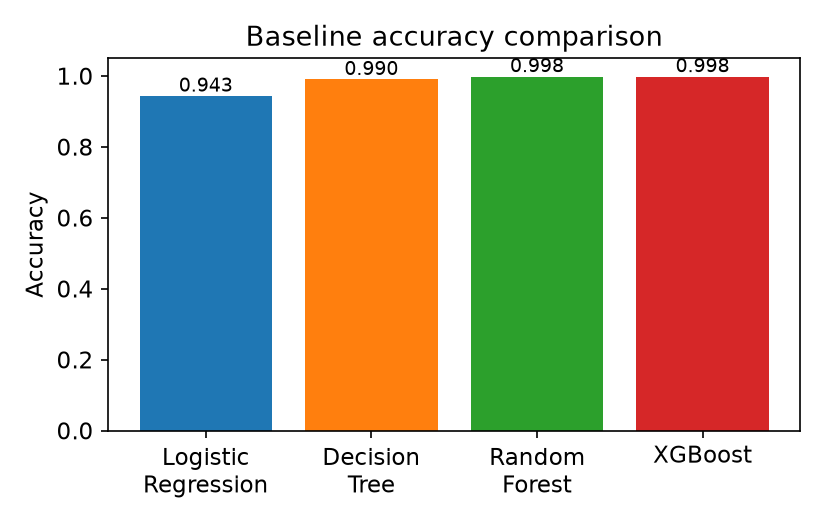 Baseline accuracy comparison
Accuracy
1.0
0.8
0.6
0.4
0.2
0.0
0.943
0.990
0.998
0.998
Logistic
Regression
Decision
Tree
Random
Forest
XGBoost